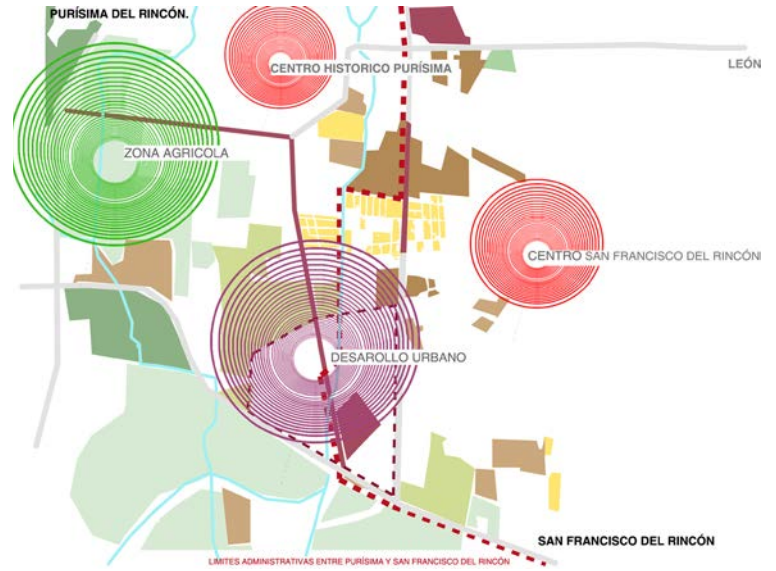 PURÍSIMA DEL RINCÓN.
CENTRO HISTORICO PURÍSIMA
LEÓN
ZONA AGRICOLA
CENTRO SAN FRANCISCO DEL RINCÓN
DESAROLLO URBANO
SAN FRANCISCO DEL RINCÓN
LIMITES ADMINISTRATIVAS ENTRE PURÍSIMA Y SAN FRANCISCO DEL RINCÓN